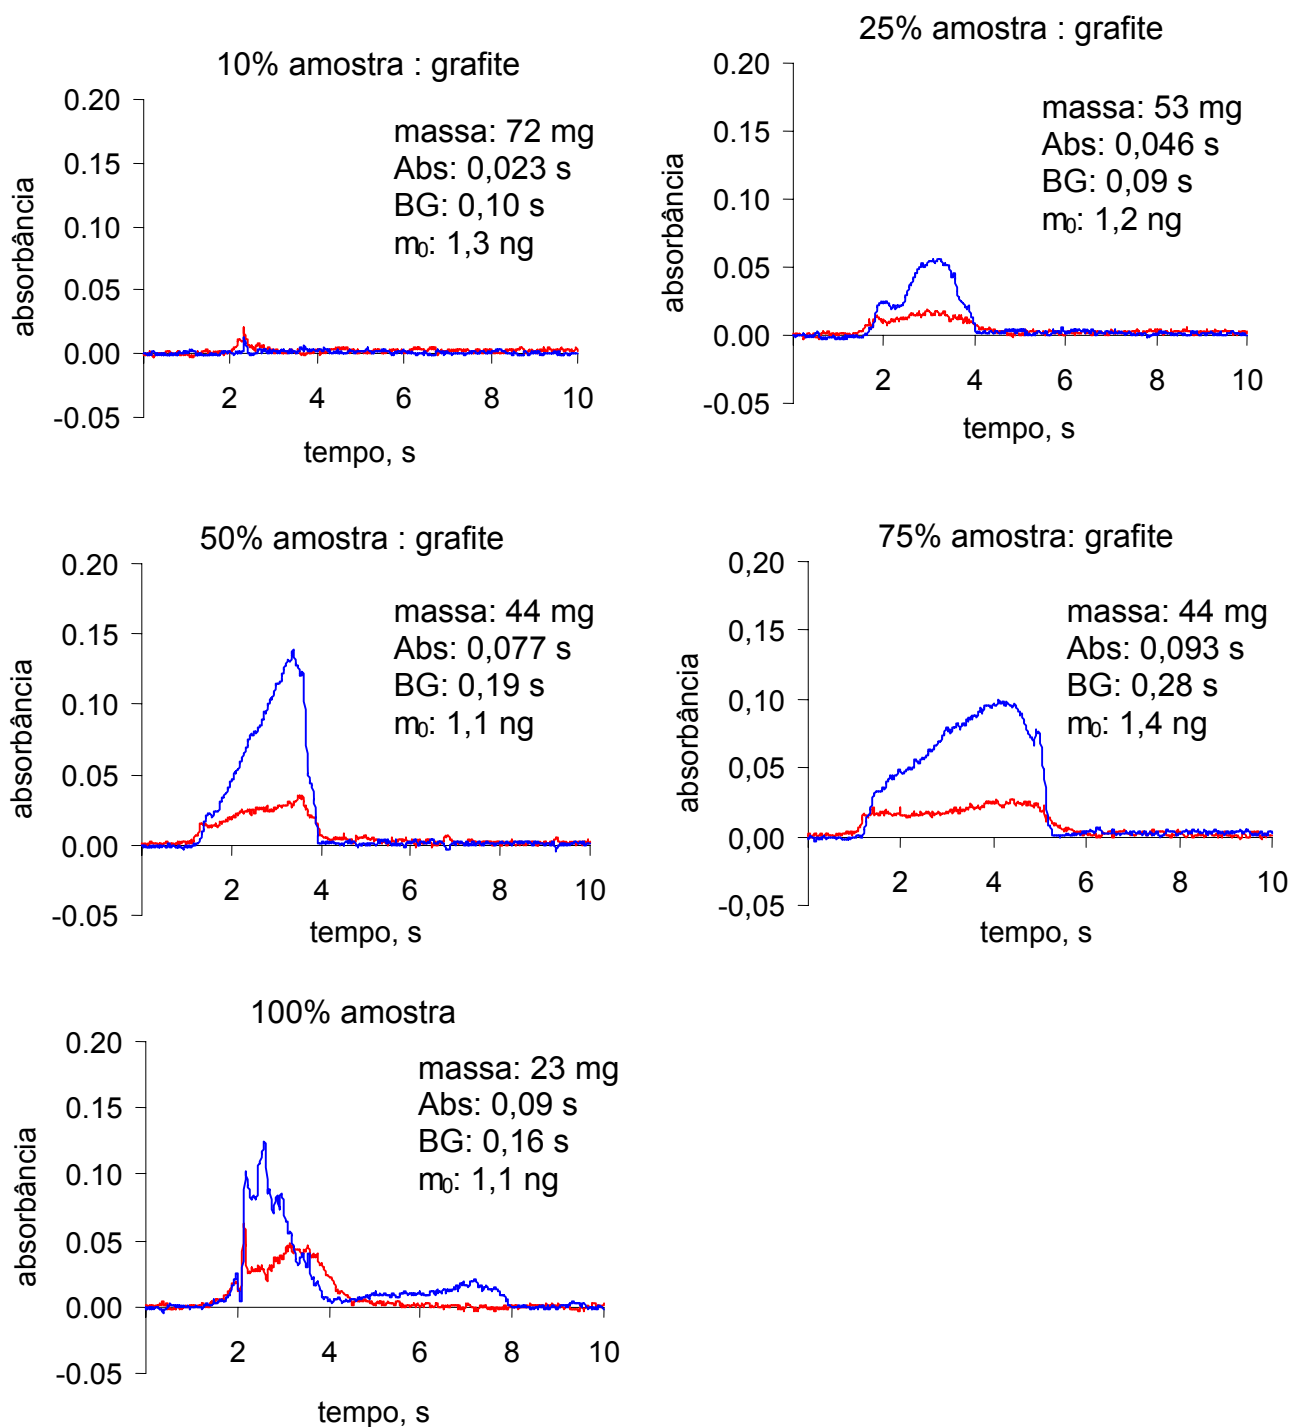 10% amostra : grafite
massa: 72 mg
Abs: 0,023 s
BG: 0,10 s
m₀: 1,3 ng
absorbância
0.20
0.15
0.10
0.05
0.00
-0.05
2 4 6 8 10
tempo, s
25% amostra : grafite
massa: 53 mg
Abs: 0,046 s
BG: 0,09 s
m₀: 1,2 ng
absorbância
0.20
0.15
0.10
0.05
0.00
-0.05
2 4 6 8 10
tempo, s
50% amostra : grafite
massa: 44 mg
Abs: 0,077 s
BG: 0,19 s
m₀: 1,1 ng
absorbância
0.20
0.15
0.10
0.05
0.00
-0.05
2 4 6 8 10
tempo, s
75% amostra: grafite
massa: 44 mg
Abs: 0,093 s
BG: 0,28 s
m₀: 1,4 ng
absorbância
0,20
0,15
0,10
0,05
0,00
-0,05
2 4 6 8 10
tempo, s
100% amostra
massa: 23 mg
Abs: 0,09 s
BG: 0,16 s
m₀: 1,1 ng
absorbância
0.20
0.15
0.10
0.05
0.00
-0.05
2 4 6 8 10
tempo, s